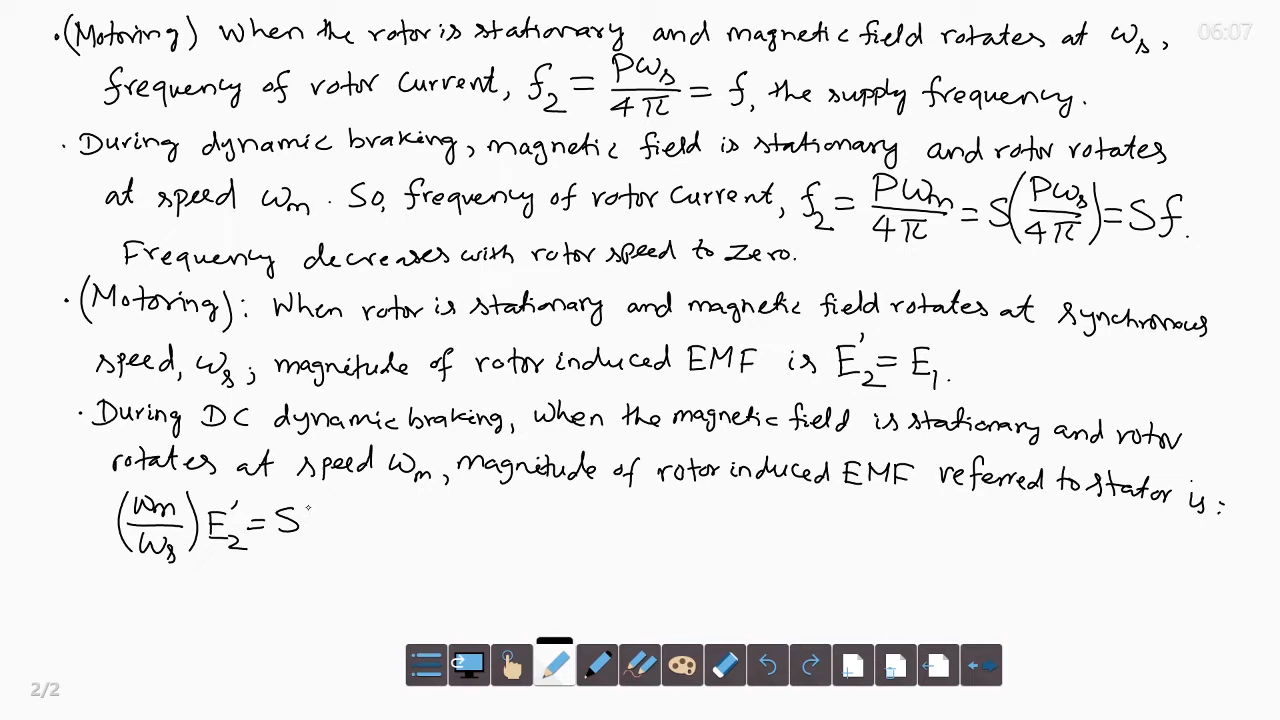 06:07
• (Motoring) When the rotor is stationary and magnetic field rotates at ωs,
frequency of rotor current, f2 = Pωs/4π = f, the supply frequency.
• During dynamic braking, magnetic field is stationary and rotor rotates
at speed ωm. So, frequency of rotor current, f2 = Pωm/4π = S(Pωs/4π) = Sf.
Frequency decreases with rotor speed to zero.
• (Motoring): When rotor is stationary and magnetic field rotates at synchronous
speed, ωs; magnitude of rotor induced EMF is E2' = E1.
• During DC dynamic braking, when the magnetic field is stationary and rotor
rotates at speed ωm, magnitude of rotor induced EMF referred to stator is:
(ωm/ωs) E2' = S
2/2